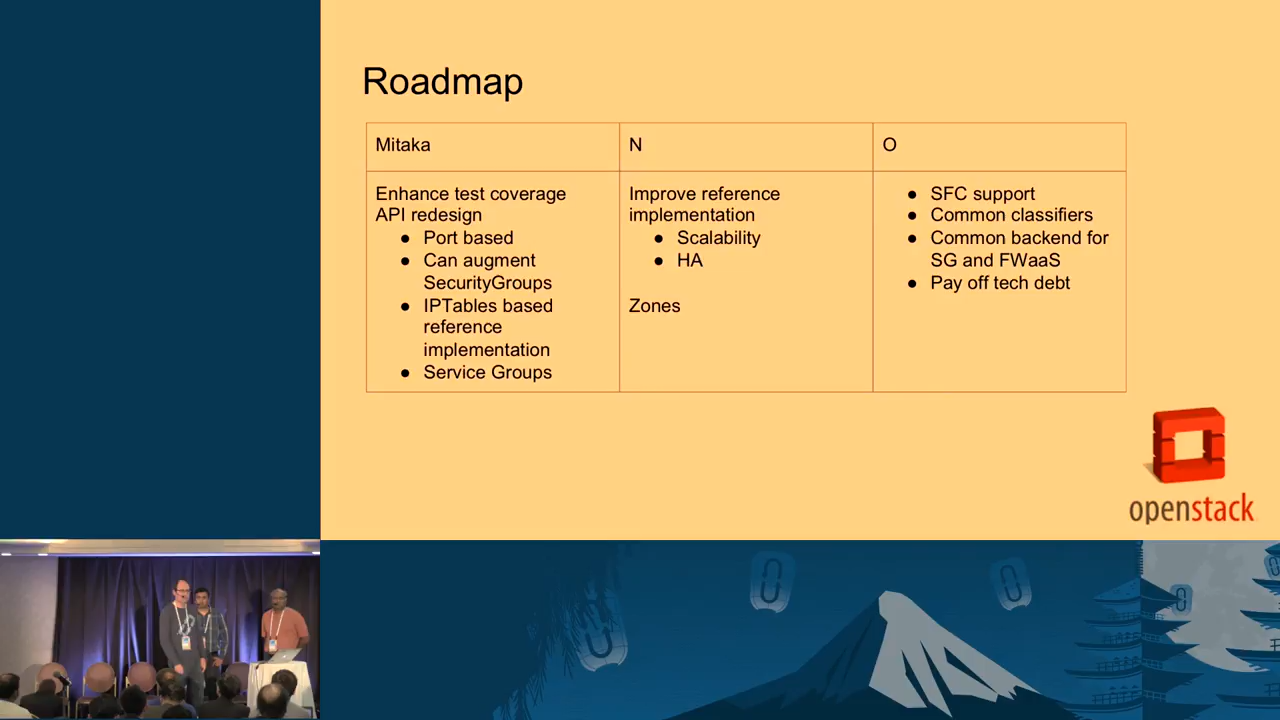 Roadmap
Mitaka
N
O
Enhance test coverage
API redesign
● Port based
● Can augment
SecurityGroups
● IPTables based
reference
implementation
● Service Groups
Improve reference
implementation
● Scalability
● HA
Zones
● SFC support
● Common classifiers
● Common backend for
SG and FWaaS
● Pay off tech debt
openstack